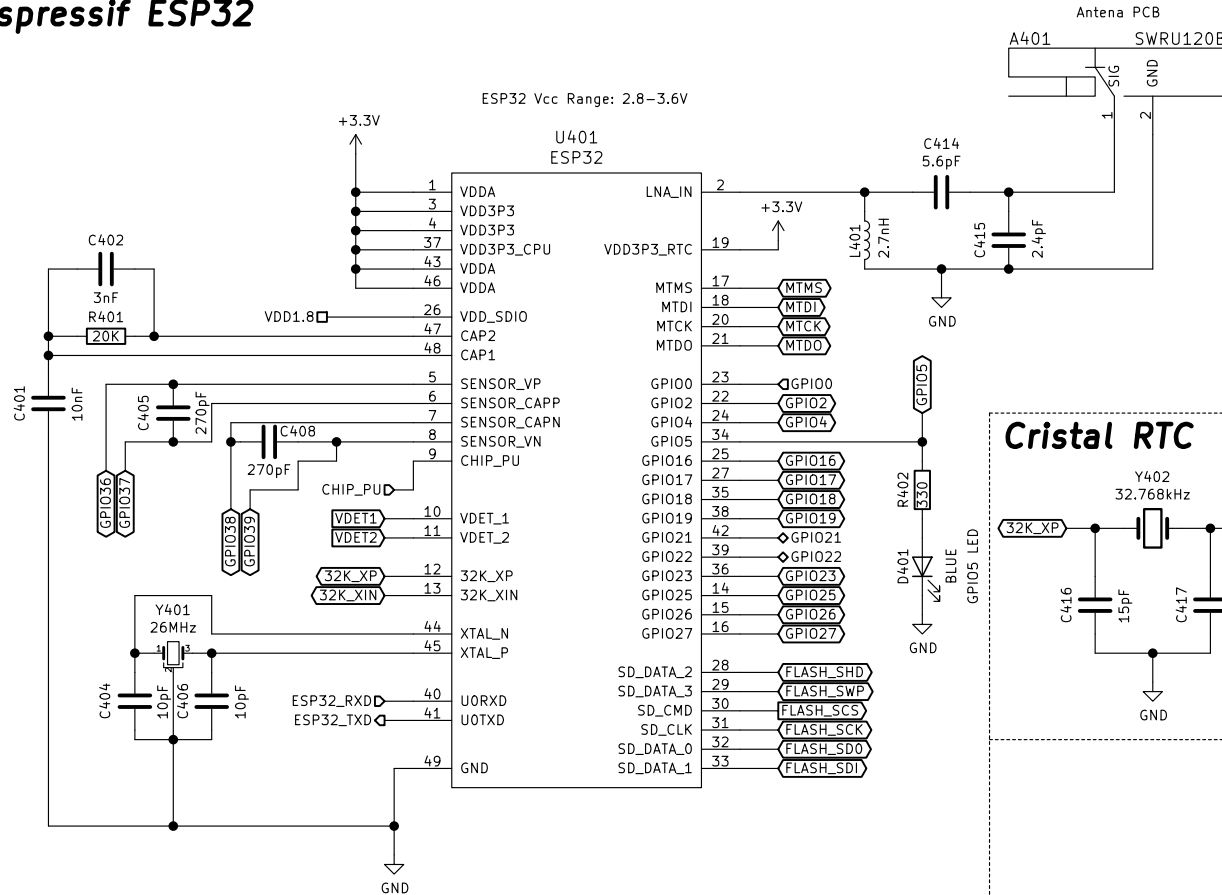 spressif ESP32
Antena PCB
A401
SWRU120B
SIG
GND
1
2
ESP32 Vcc Range: 2.8-3.6V
+3.3V
U401
ESP32
C414
5.6pF
L401
2.7nH
C415
2.4pF
GND
+3.3V
C402
3nF
R401
20K
C401
10nF
VDD1.8
C405
270pF
C408
270pF
GPIO36
GPIO37
GPIO38
GPIO39
CHIP_PU
VDET1
VDET2
32K_XP
32K_XIN
Y401
26MHz
1
3
2
C404
10pF
C406
10pF
ESP32_RXD
ESP32_TXD
GND
1 VDDA
3 VDD3P3
4 VDD3P3
37 VDD3P3_CPU
43 VDDA
46 VDDA
26 VDD_SDIO
47 CAP2
48 CAP1
5 SENSOR_VP
6 SENSOR_CAPP
7 SENSOR_CAPN
8 SENSOR_VN
9 CHIP_PU
10 VDET_1
11 VDET_2
12 32K_XP
13 32K_XIN
44 XTAL_N
45 XTAL_P
40 U0RXD
41 U0TXD
49 GND
LNA_IN 2
VDD3P3_RTC 19
MTMS 17 MTMS
MTDI 18 MTDI
MTCK 20 MTCK
MTDO 21 MTDO
GPIO0 23 GPIO0
GPIO2 22 GPIO2
GPIO4 24 GPIO4
GPIO5 34
GPIO16 25 GPIO16
GPIO17 27 GPIO17
GPIO18 35 GPIO18
GPIO19 38 GPIO19
GPIO21 42 GPIO21
GPIO22 39 GPIO22
GPIO23 36 GPIO23
GPIO25 14 GPIO25
GPIO26 15 GPIO26
GPIO27 16 GPIO27
SD_DATA_2 28 FLASH_SHD
SD_DATA_3 29 FLASH_SWP
SD_CMD 30 FLASH_SCS
SD_CLK 31 FLASH_SCK
SD_DATA_0 32 FLASH_SDO
SD_DATA_1 33 FLASH_SDI
GPIO5
R402
330
D401
BLUE
GPIO5 LED
GND
Cristal RTC
Y402
32.768kHz
32K_XP
C416
15pF
C417
GND